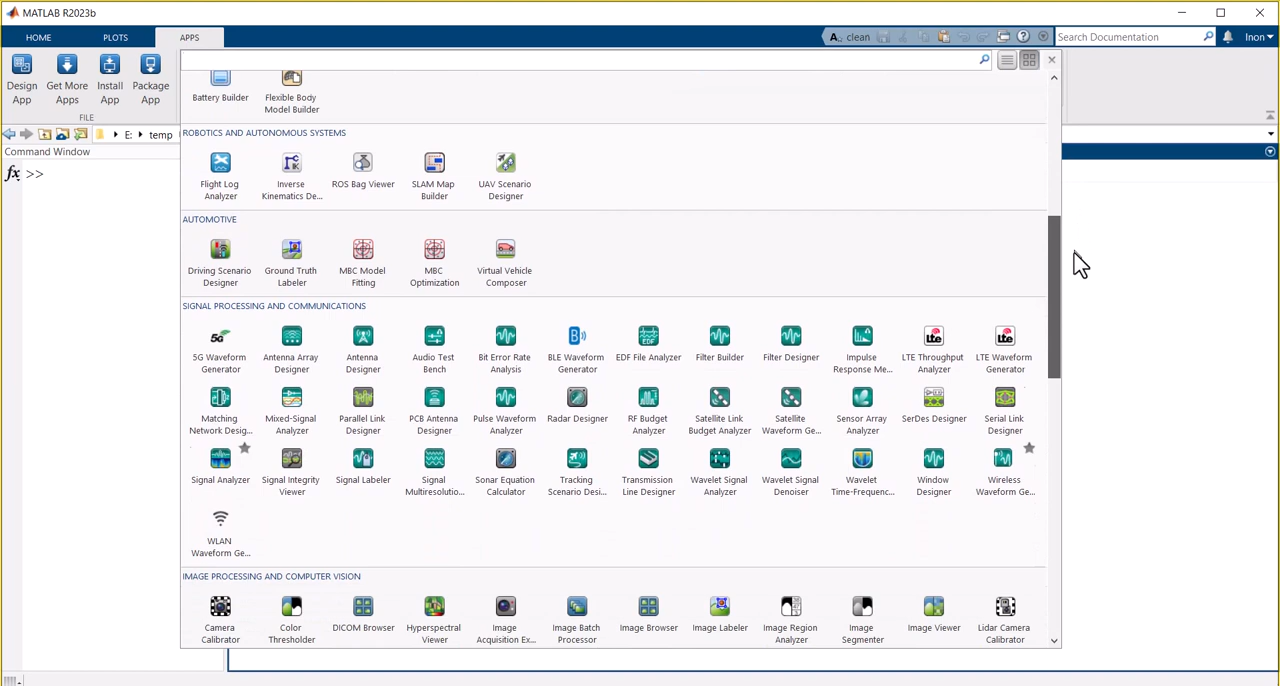 MATLAB R2023b
HOME PLOTS APPS
clean
Search Documentation
Inon
Design App
Get More Apps
Install App
Package App
FILE
E: temp
Command Window
fx >>
Battery Builder
Flexible Body Model Builder
ROBOTICS AND AUTONOMOUS SYSTEMS
Flight Log Analyzer
Inverse Kinematics De...
ROS Bag Viewer
SLAM Map Builder
UAV Scenario Designer
AUTOMOTIVE
Driving Scenario Designer
Ground Truth Labeler
MBC Model Fitting
MBC Optimization
Virtual Vehicle Composer
SIGNAL PROCESSING AND COMMUNICATIONS
5G Waveform Generator
Antenna Array Designer
Antenna Designer
Audio Test Bench
Bit Error Rate Analysis
BLE Waveform Generator
EDF File Analyzer
Filter Builder
Filter Designer
Impulse Response Me...
LTE Throughput Analyzer
LTE Waveform Generator
Matching Network Desig...
Mixed-Signal Analyzer
Parallel Link Designer
PCB Antenna Designer
Pulse Waveform Analyzer
Radar Designer
RF Budget Analyzer
Satellite Link Budget Analyzer
Satellite Waveform Ge...
Sensor Array Analyzer
SerDes Designer
Serial Link Designer
Signal Analyzer
Signal Integrity Viewer
Signal Labeler
Signal Multiresolutio...
Sonar Equation Calculator
Tracking Scenario Desi...
Transmission Line Designer
Wavelet Signal Analyzer
Wavelet Signal Denoiser
Wavelet Time-Frequenc...
Window Designer
Wireless Waveform Ge...
WLAN Waveform Ge...
IMAGE PROCESSING AND COMPUTER VISION
Camera Calibrator
Color Thresholder
DICOM Browser
Hyperspectral Viewer
Image Acquisition Ex...
Image Batch Processor
Image Browser
Image Labeler
Image Region Analyzer
Image Segmenter
Image Viewer
Lidar Camera Calibrator